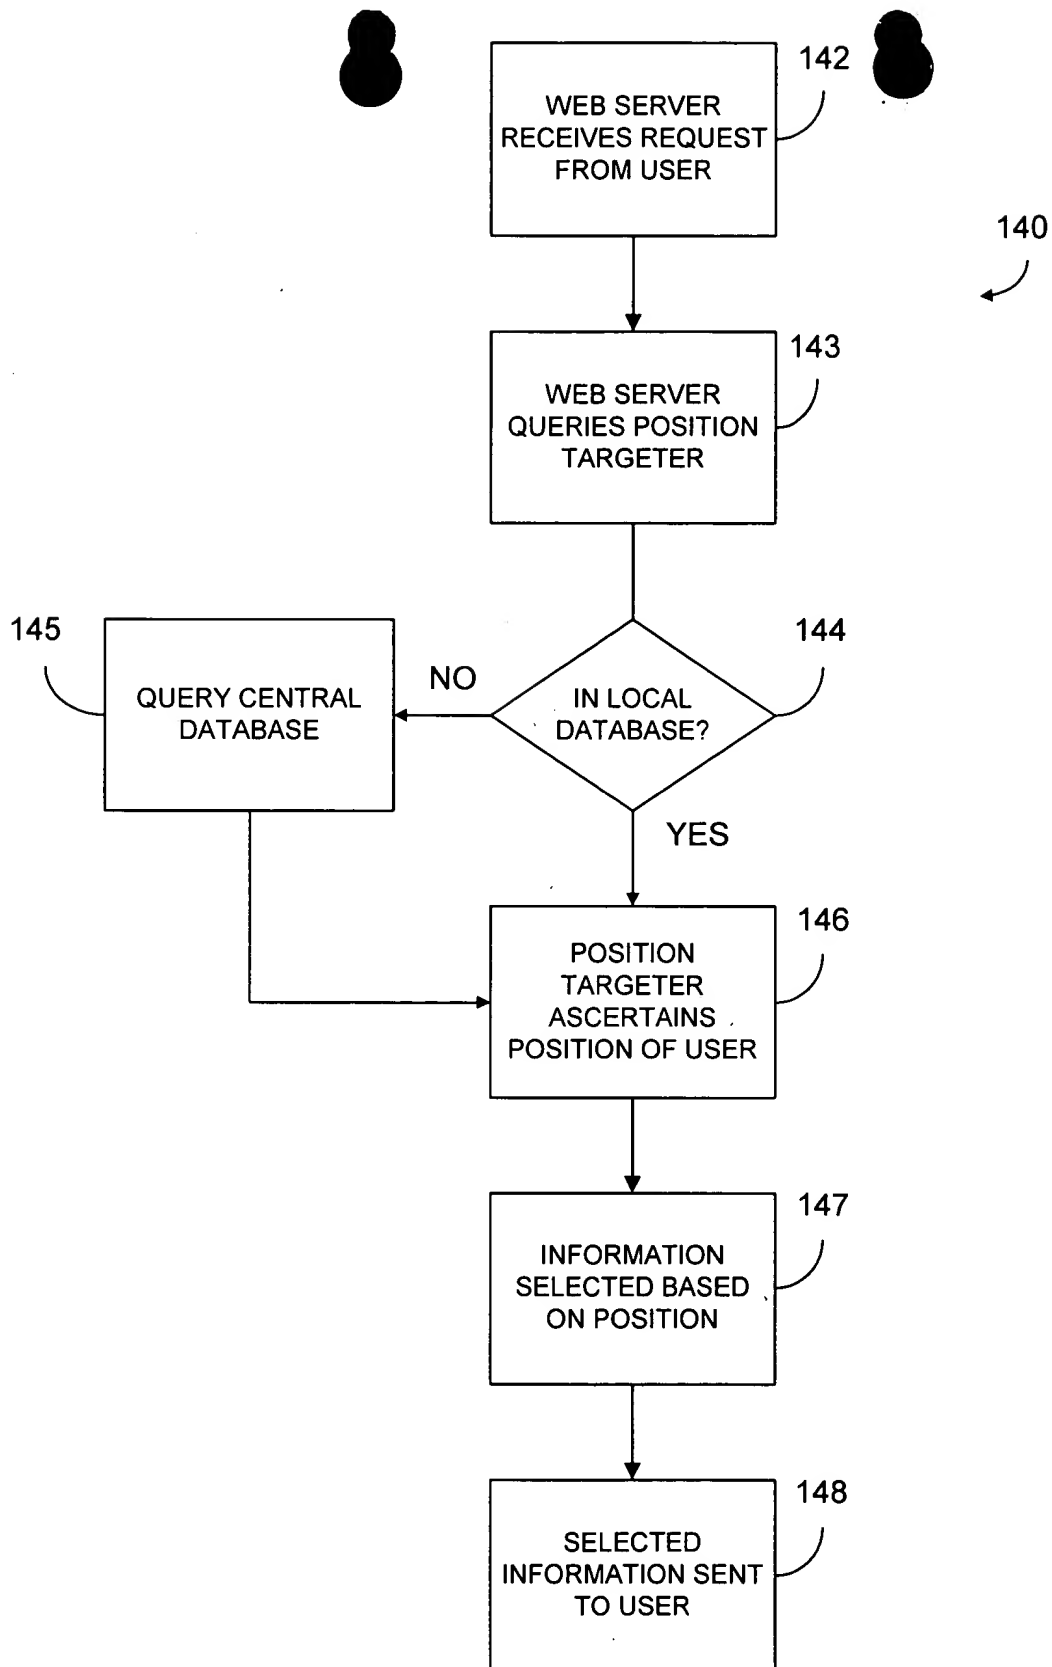 142
WEB SERVER
RECEIVES REQUEST
FROM USER
140
143
WEB SERVER
QUERIES POSITION
TARGETER
145
144
NO
QUERY CENTRAL
DATABASE
IN LOCAL
DATABASE?
YES
146
POSITION
TARGETER
ASCERTAINS
POSITION OF USER
147
INFORMATION
SELECTED BASED
ON POSITION
148
SELECTED
INFORMATION SENT
TO USER